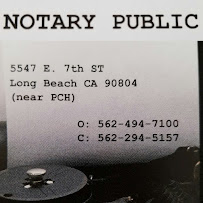 NOTARY PUBLIC
5547 E. 7th ST
Long Beach CA 90804
(near PCH)
O: 562-494-7100
C: 562-294-5157